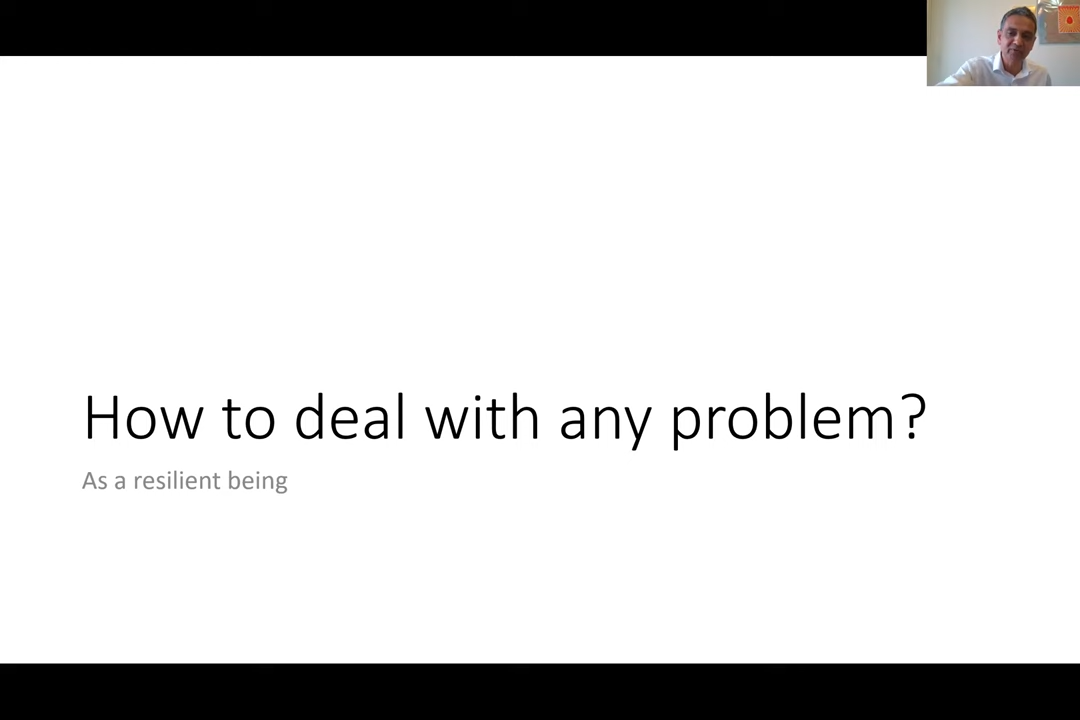 How to deal with any problem?
As a resilient being